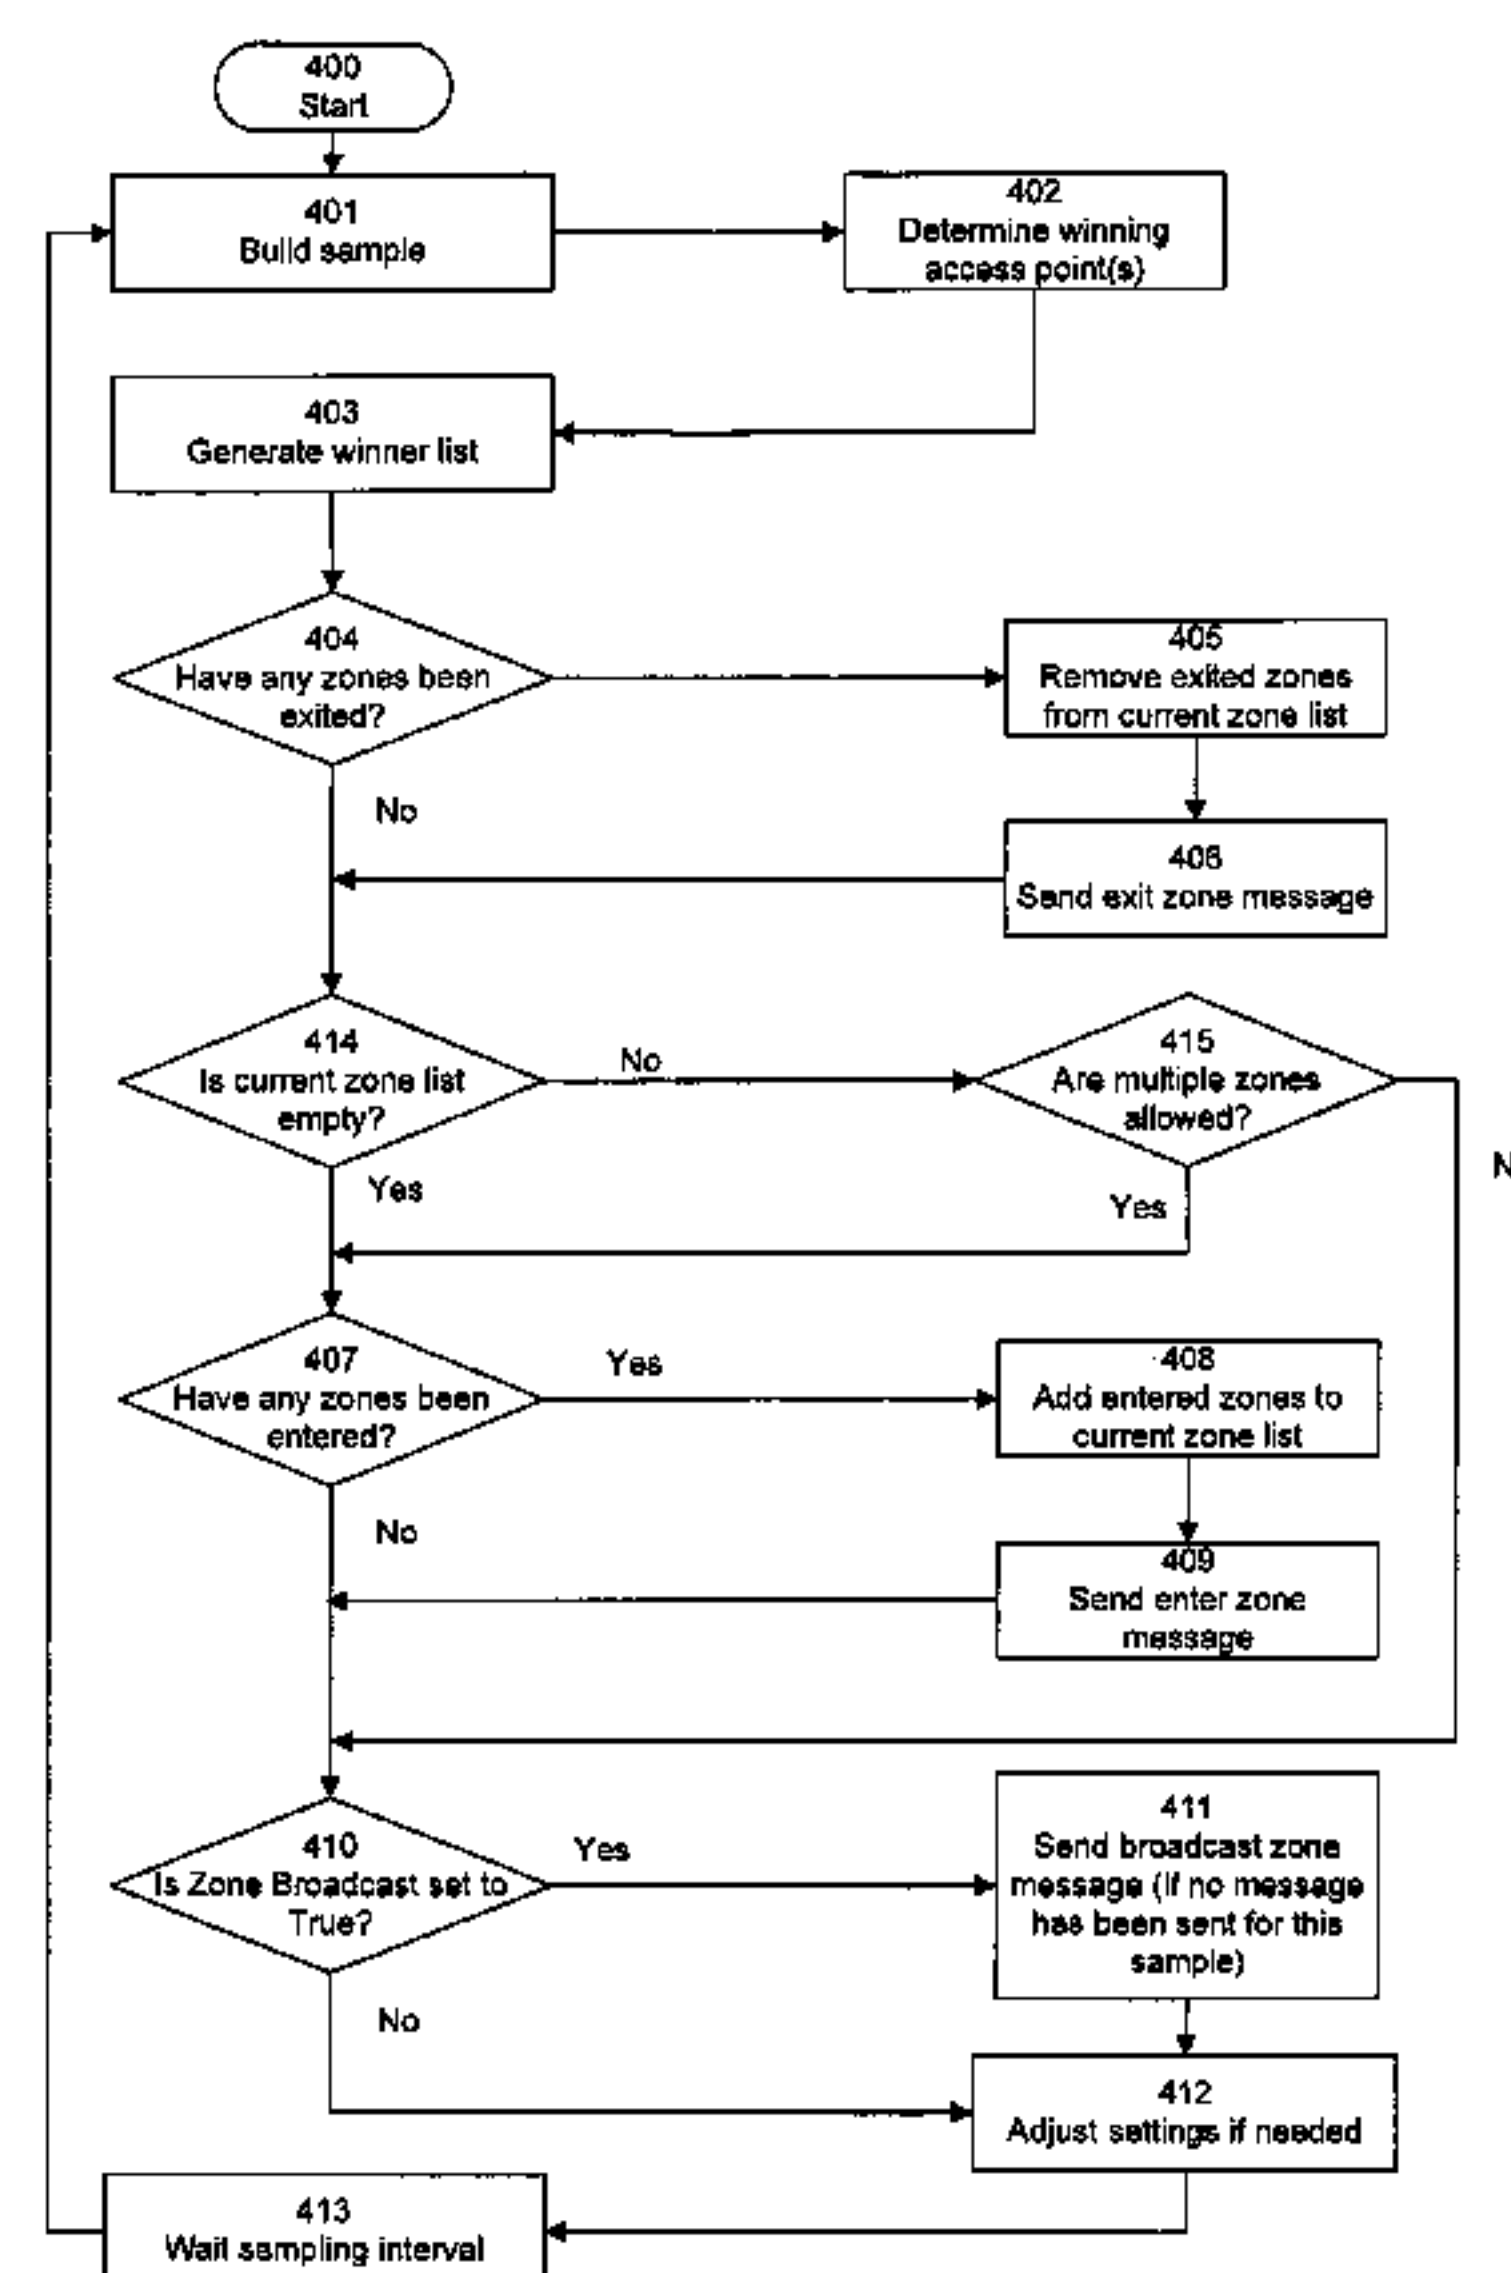 400
Start
401
Build sample
402
Determine winning
access point(s)
403
Generate winner list
404
Have any zones been
exited?
405
Remove exited zones
from current zone list
No
406
Send exit zone message
414
Is current zone list
empty?
No
415
Are multiple zones
allowed?
N
Yes
Yes
407
Have any zones been
entered?
Yes
408
Add entered zones to
current zone list
No
409
Send enter zone
message
410
Is Zone Broadcast set to
True?
Yes
411
Send broadcast zone
message (if no message
has been sent for this
sample)
No
412
Adjust settings if needed
413
Wait sampling interval